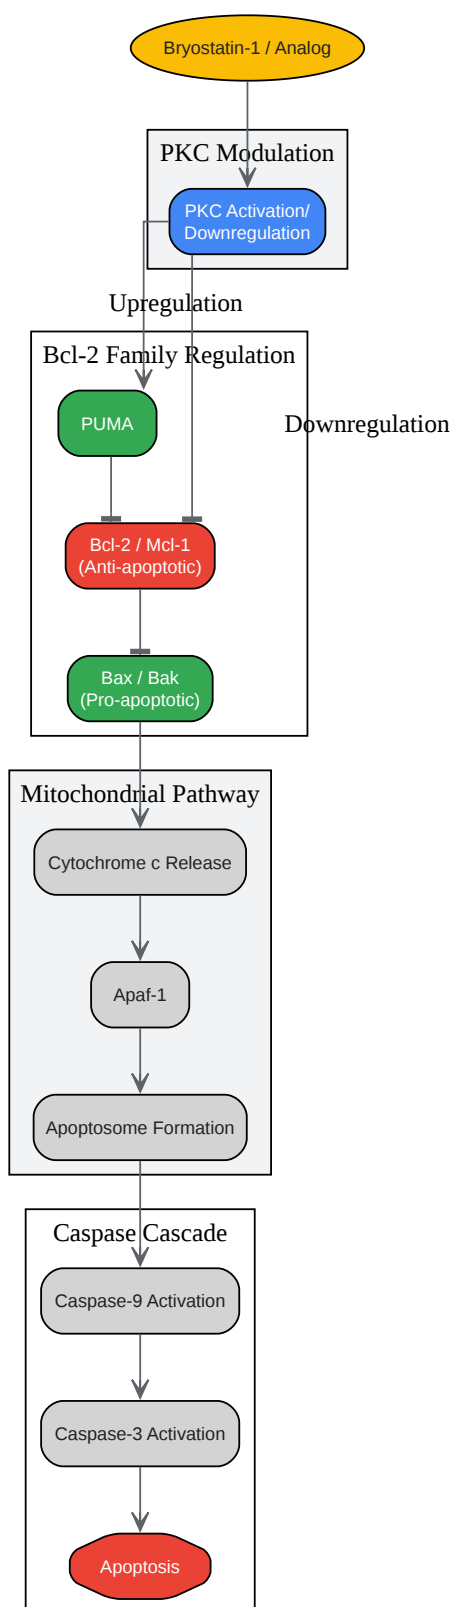 Bryostatin-1 / Analog
PKC Modulation
PKC Activation/
Downregulation
Upregulation
Bcl-2 Family Regulation
PUMA
Downregulation
Bcl-2 / Mcl-1
(Anti-apoptotic)
Bax / Bak
(Pro-apoptotic)
Mitochondrial Pathway
Cytochrome c Release
Apaf-1
Apoptosome Formation
Caspase Cascade
Caspase-9 Activation
Caspase-3 Activation
Apoptosis